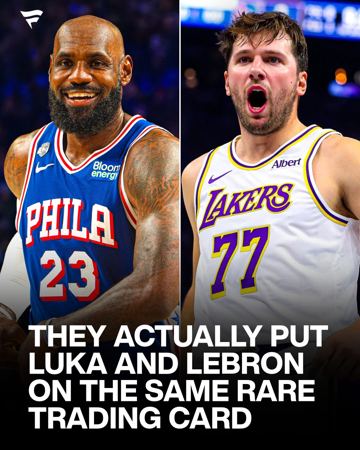 Bloom
energy
PHILA
23
Albert
LAKERS
77
THEY ACTUALLY PUT
LUKA AND LEBRON
ON THE SAME RARE
TRADING CARD